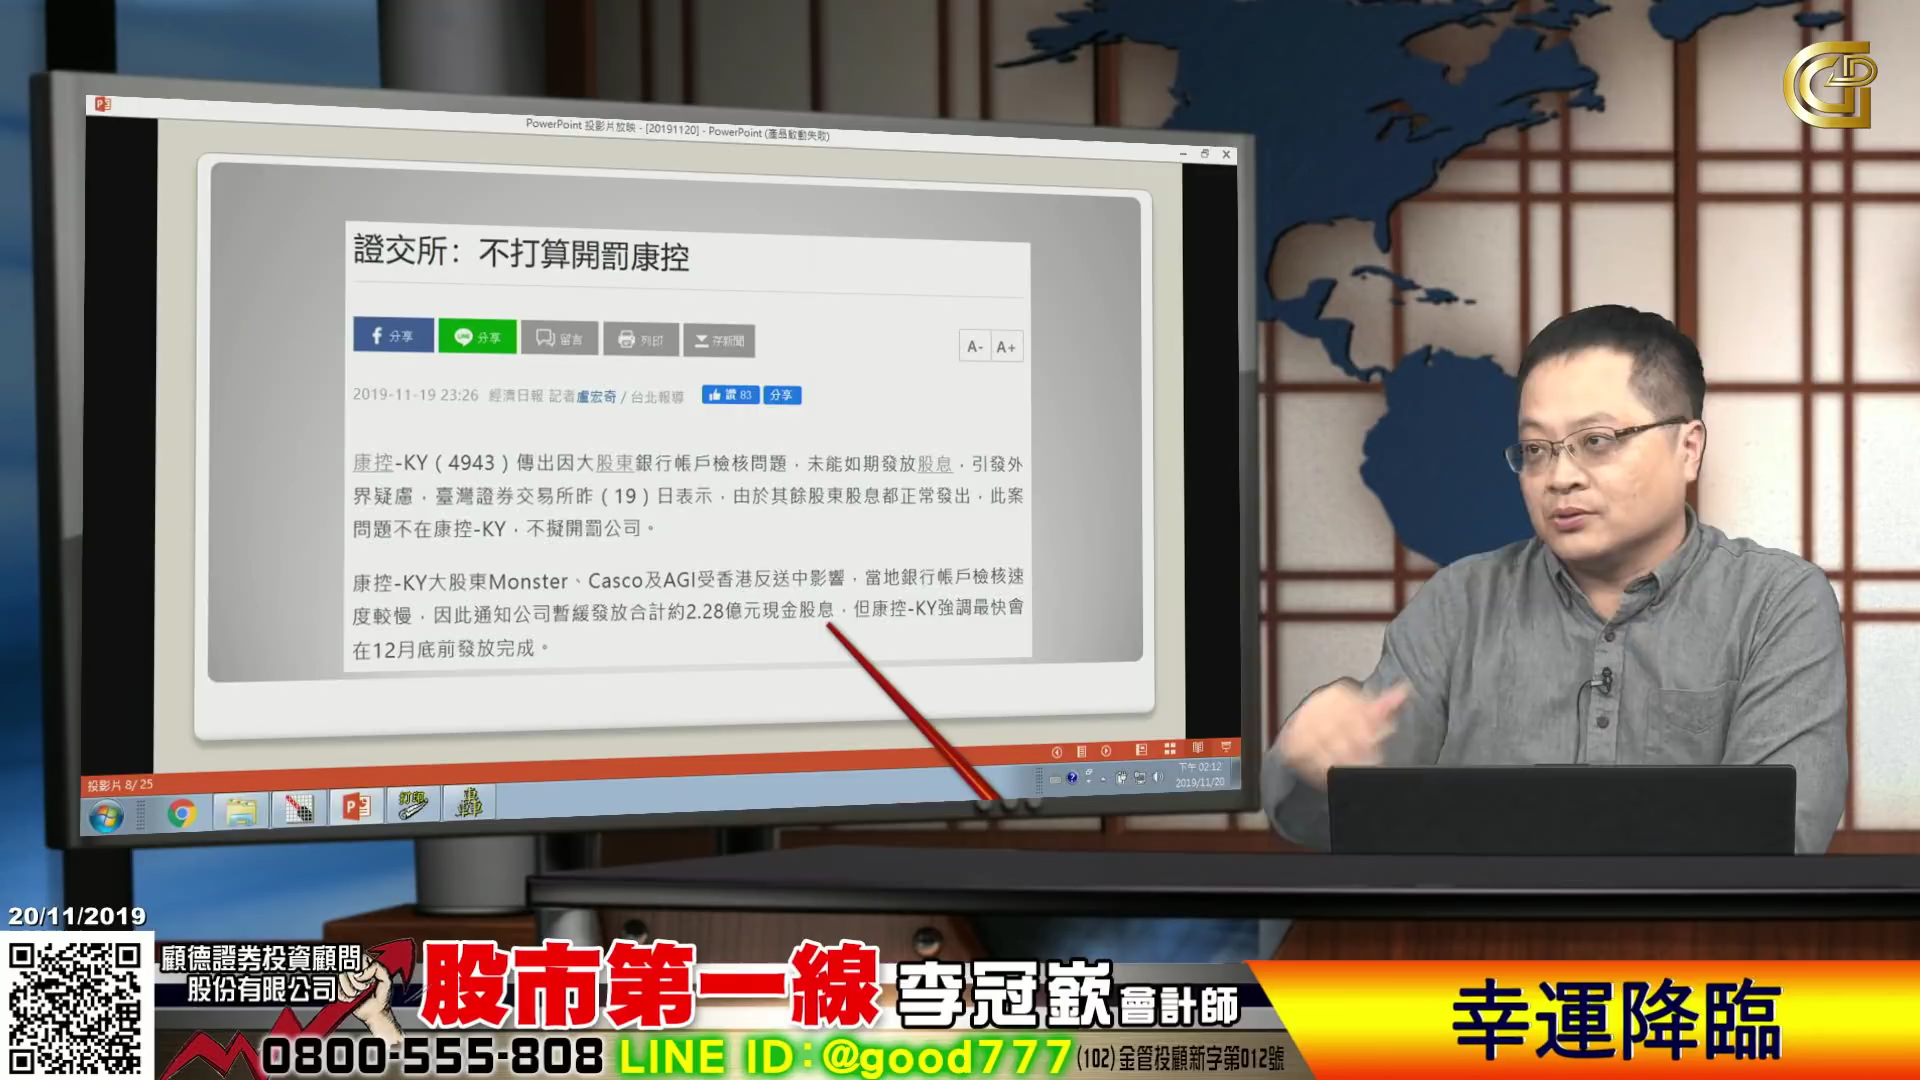 PowerPoint 投影片放映 - [20191120] - PowerPoint (產品啟動失敗)
證交所：不打算開罰康控
分享
分享
留言
列印
存新聞
A-
A+
2019-11-19 23:26 經濟日報 記者盧宏奇 / 台北報導
讚 83
分享
康控-KY（4943）傳出因大股東銀行帳戶檢核問題，未能如期發放股息，引發外
界疑慮，臺灣證券交易所昨（19）日表示，由於其餘股東股息都正常發出，此案
問題不在康控-KY，不擬開罰公司。
康控-KY大股東Monster、Casco及AGI受香港反送中影響，當地銀行帳戶檢核速
度較慢，因此通知公司暫緩發放合計約2.28億元現金股息，但康控-KY強調最快會
在12月底前發放完成。
投影片 8/ 25
下午 02:12
2019/11/20
20/11/2019
顧德證券投資顧問
股份有限公司
股市第一線
李冠嶔 會計師
0800-555-808
LINE ID：@good777
(102)金管投顧新字第012號
幸運降臨